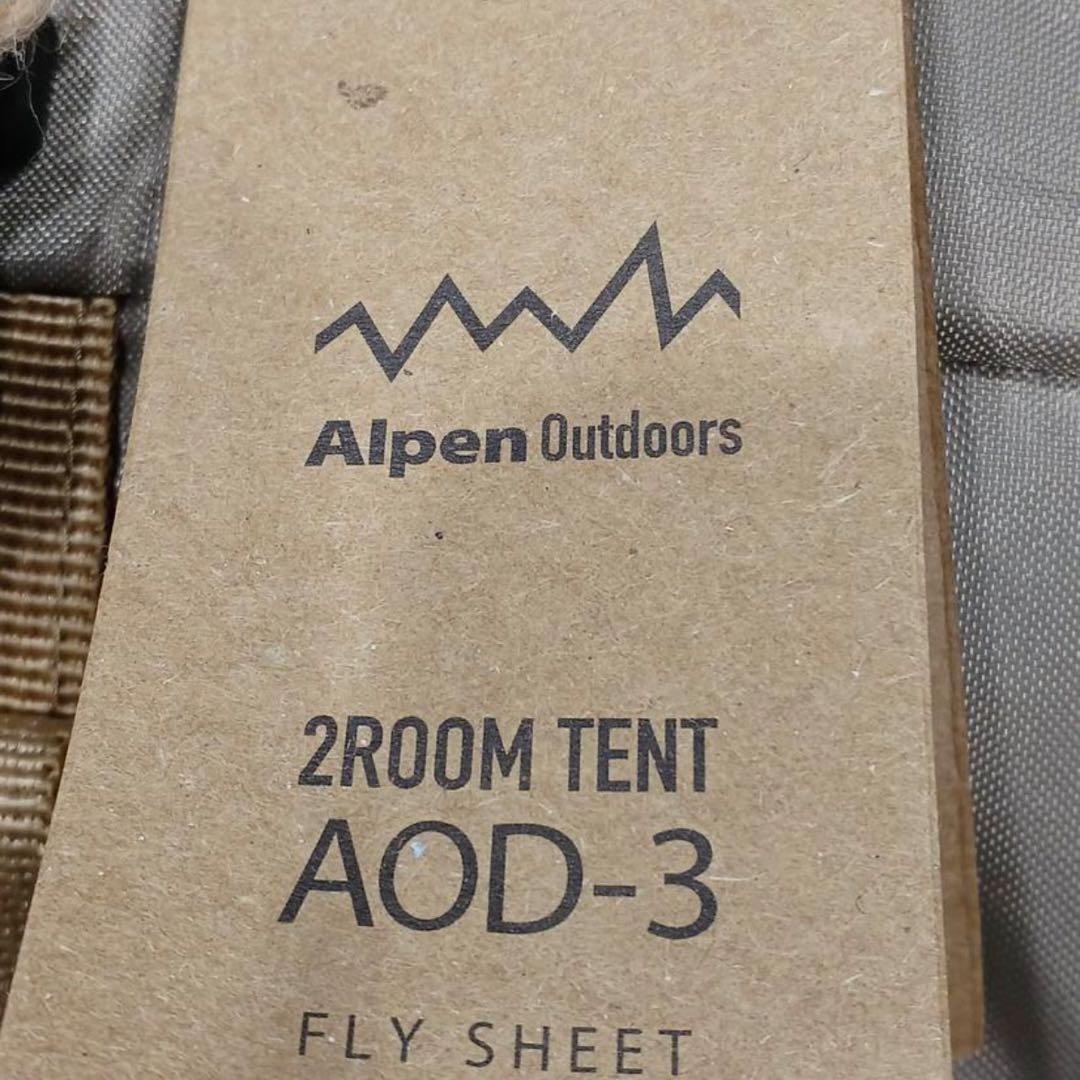 Alpen Outdoors
2ROOM TENT
AOD-3
FLY SHEET